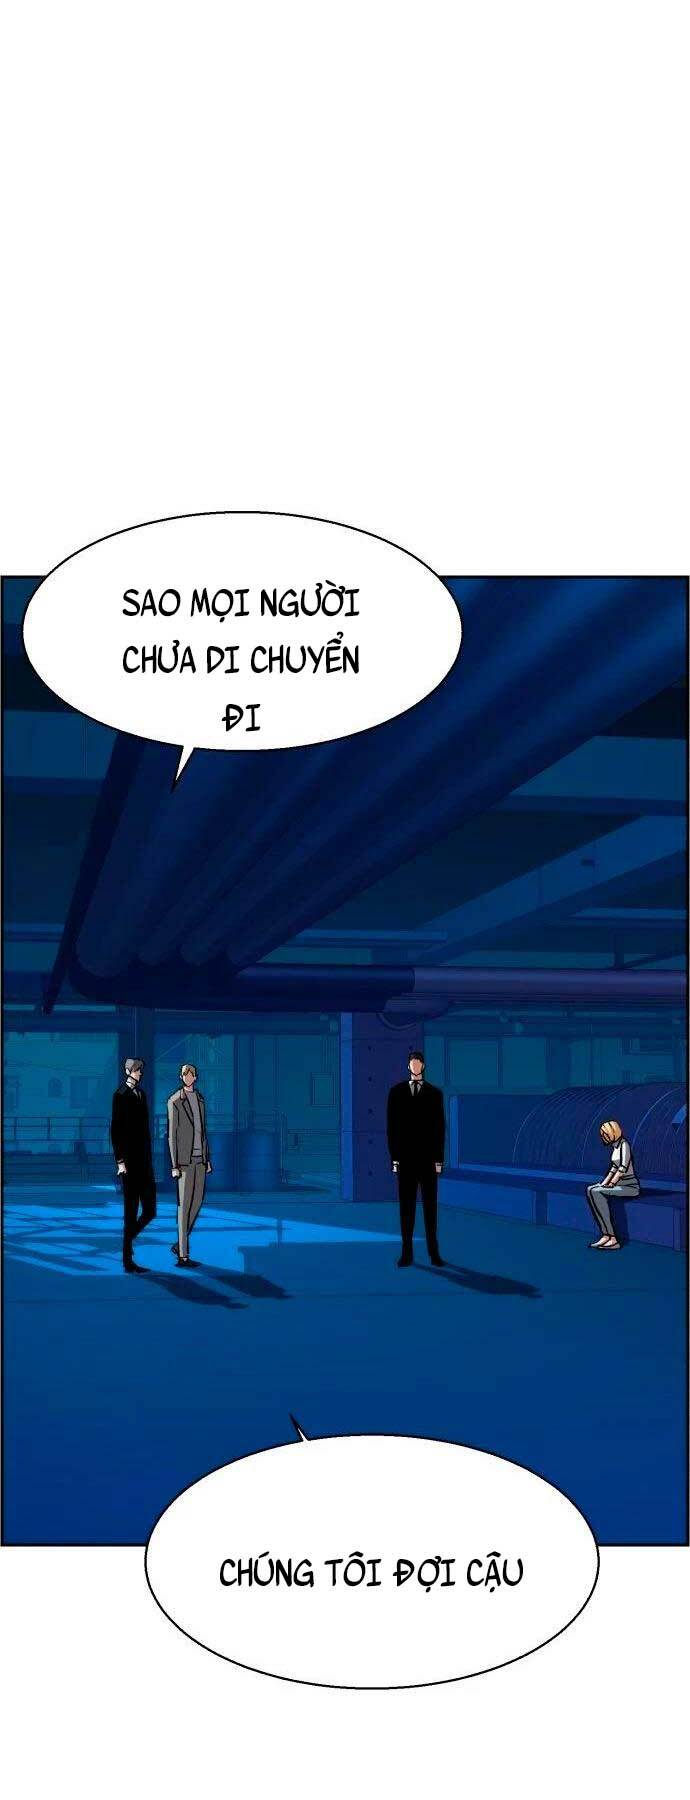 SAO MỌI NGƯỜI
CHƯA DI CHUYỂN
ĐI
CHÚNG TÔI ĐỢI CẬU